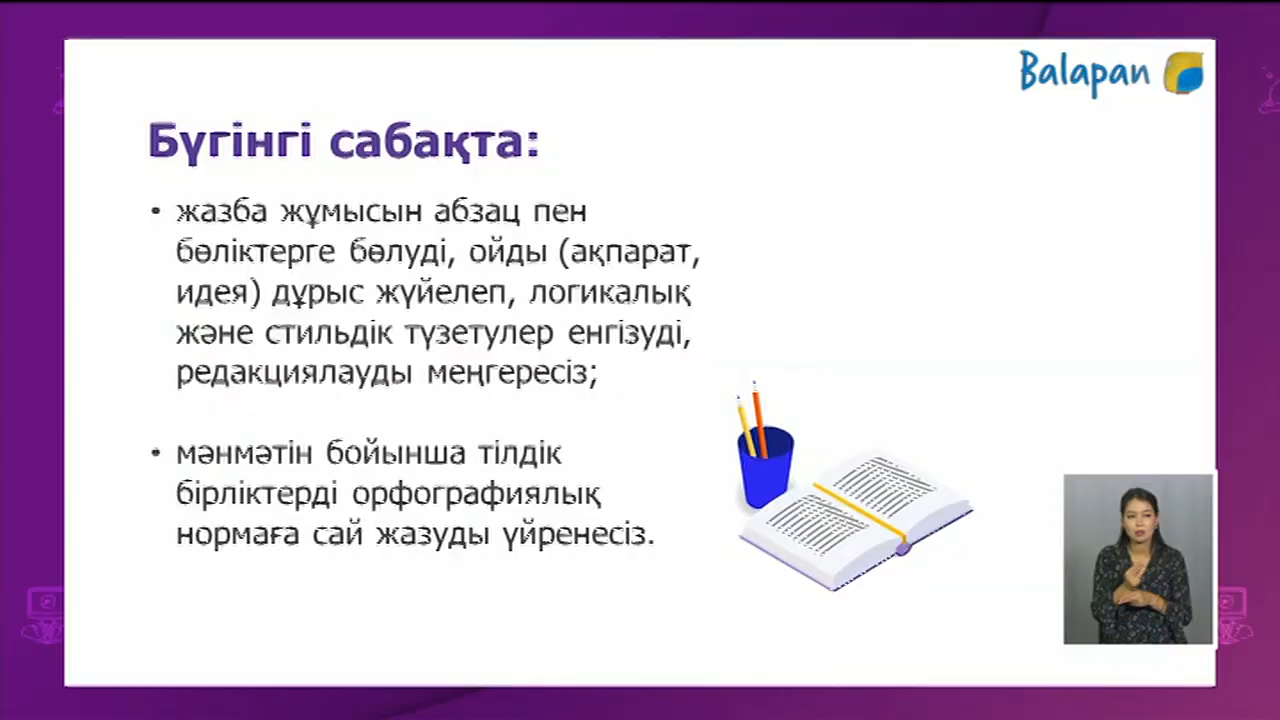 Balapan
Бүгінгі сабақта:
• жазба жұмысын абзац пен
бөліктерге бөлуді, ойды (ақпарат,
идея) дұрыс жүйелеп, логикалық
және стильдік түзетулер енгізуді,
редакциялауды меңгересіз;
• мәнмәтін бойынша тілдік
бірліктерді орфографиялық
нормаға сай жазуды үйренесіз.